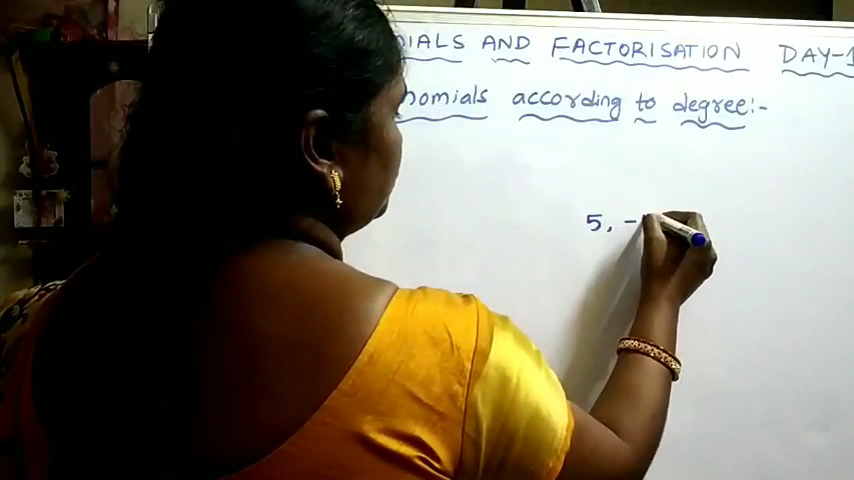 IALS AND FACTORISATION DAY-1
nomials according to degree:-
5, -